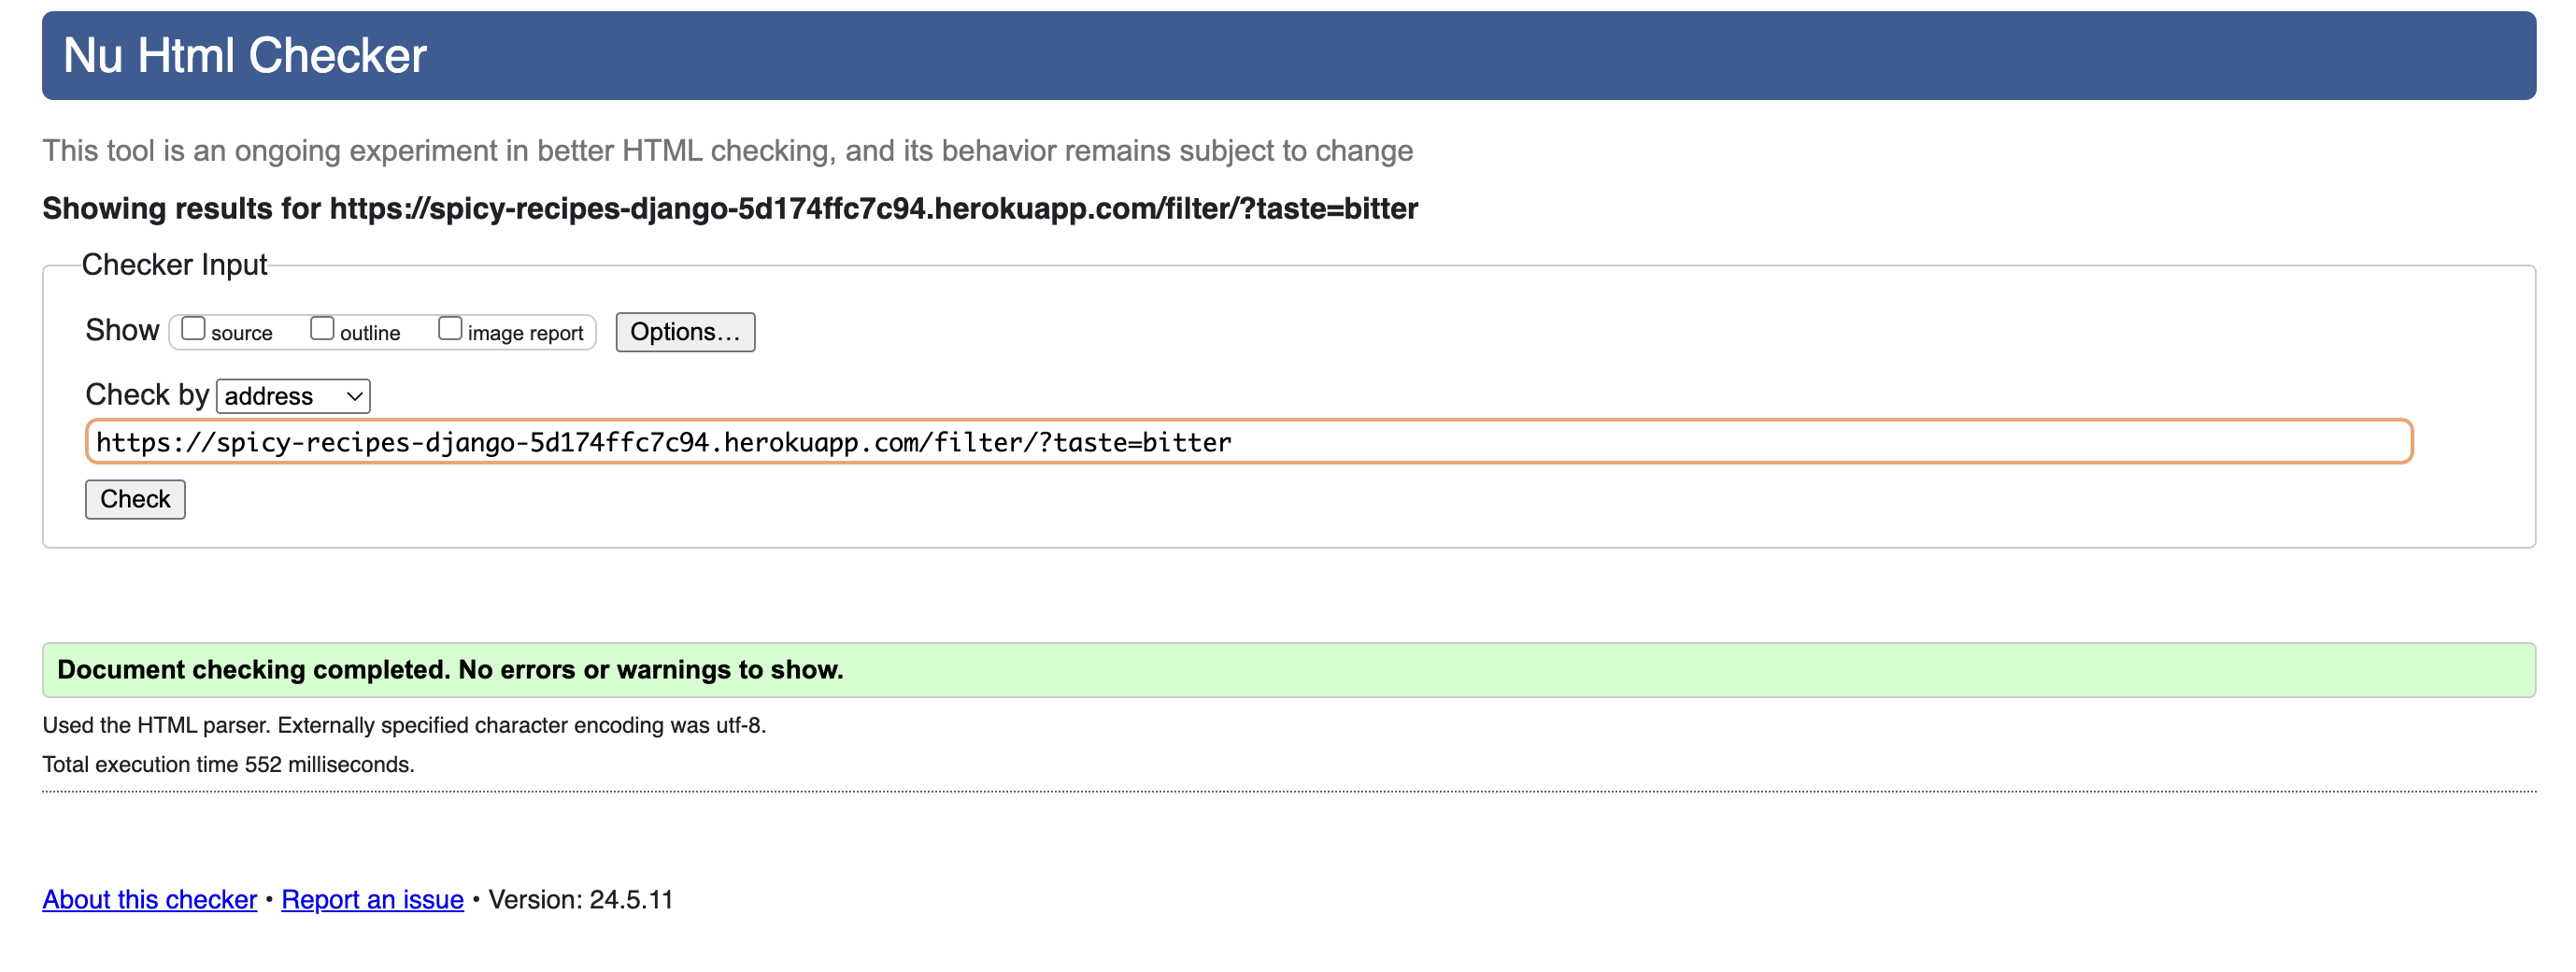 Nu Html Checker
This tool is an ongoing experiment in better HTML checking, and its behavior remains subject to change
Showing results for https://spicy-recipes-django-5d174ffc7c94.herokuapp.com/filter/?taste=bitter
Checker Input
Show source outline image report Options...
Check by address
https://spicy-recipes-django-5d174ffc7c94.herokuapp.com/filter/?taste=bitter
Check
Document checking completed. No errors or warnings to show.
Used the HTML parser. Externally specified character encoding was utf-8.
Total execution time 552 milliseconds.
About this checker • Report an issue • Version: 24.5.11